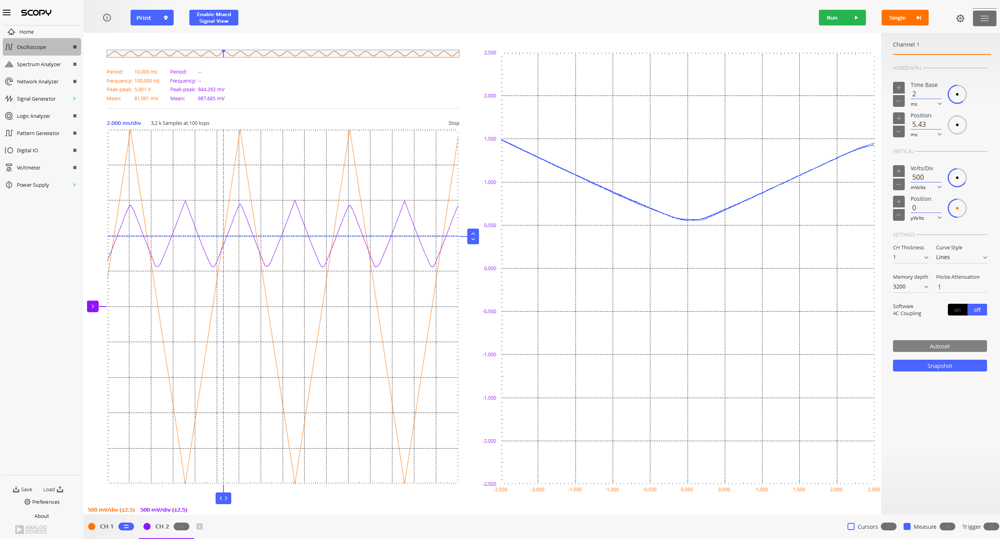 SCOPY
Home
Oscilloscope
Spectrum Analyzer
Network Analyzer
Signal Generator
Logic Analyzer
Pattern Generator
Digital IO
Voltmeter
Power Supply
Save Load
Preferences
About
ANALOG
DEVICES
Print
Enable Mixed
Signal View
Run
Single
Period: 10.000 ms Period: --
Frequency: 100.000 Hz Frequency: --
Peak-peak: 5.001 V Peak-peak: 944.293 mV
Mean: 81.091 mV Mean: 987.685 mV
2.000 ms/div 3.2 k Samples at 100 ksps Stop
500 mV/div (±2.5) 500 mV/div (±2.5)
2.500
2.000
1.500
1.000
0.500
0.000
-0.500
-1.000
-1.500
-2.000
-2.500
-2.500 -2.000 -1.500 -1.000 -0.500 0.000 0.500 1.000 1.500 2.000 2.500
Channel 1
HORIZONTAL
Time Base
2
ms
Position
5.43
ms
VERTICAL
Volts/Div
500
mVolts
Position
0
µVolts
SETTINGS
CH Thickness Curve Style
1 Lines
Memory depth Probe Attenuation
3200 1
Software
AC Coupling
on off
Autoset
Snapshot
CH 1 CH 2
Cursors Measure Trigger